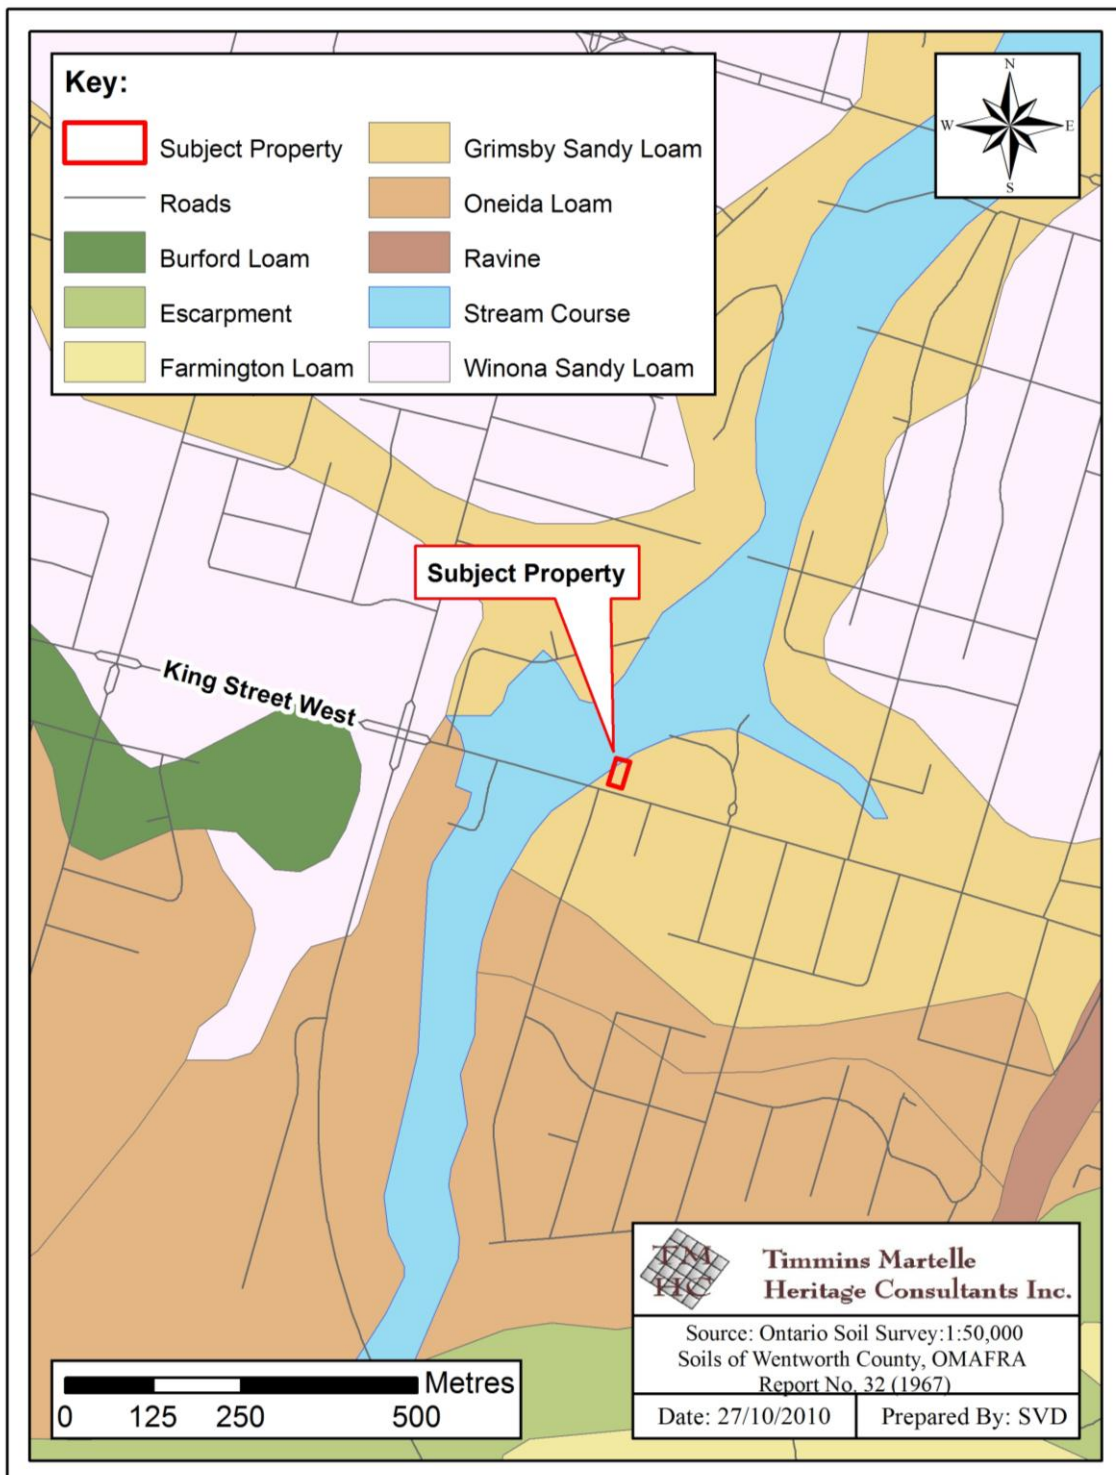 Key:
Subject Property
Roads
Burford Loam
Escarpment
Farmington Loam
Grimsby Sandy Loam
Oneida Loam
Ravine
Stream Course
Winona Sandy Loam
N
W E
S
Subject Property
King Street West
TM
HC
Timmins Martelle
Heritage Consultants Inc.
Source: Ontario Soil Survey:1:50,000
Soils of Wentworth County, OMAFRA
Report No. 32 (1967)
Date: 27/10/2010
Prepared By: SVD
Metres
0 125 250 500